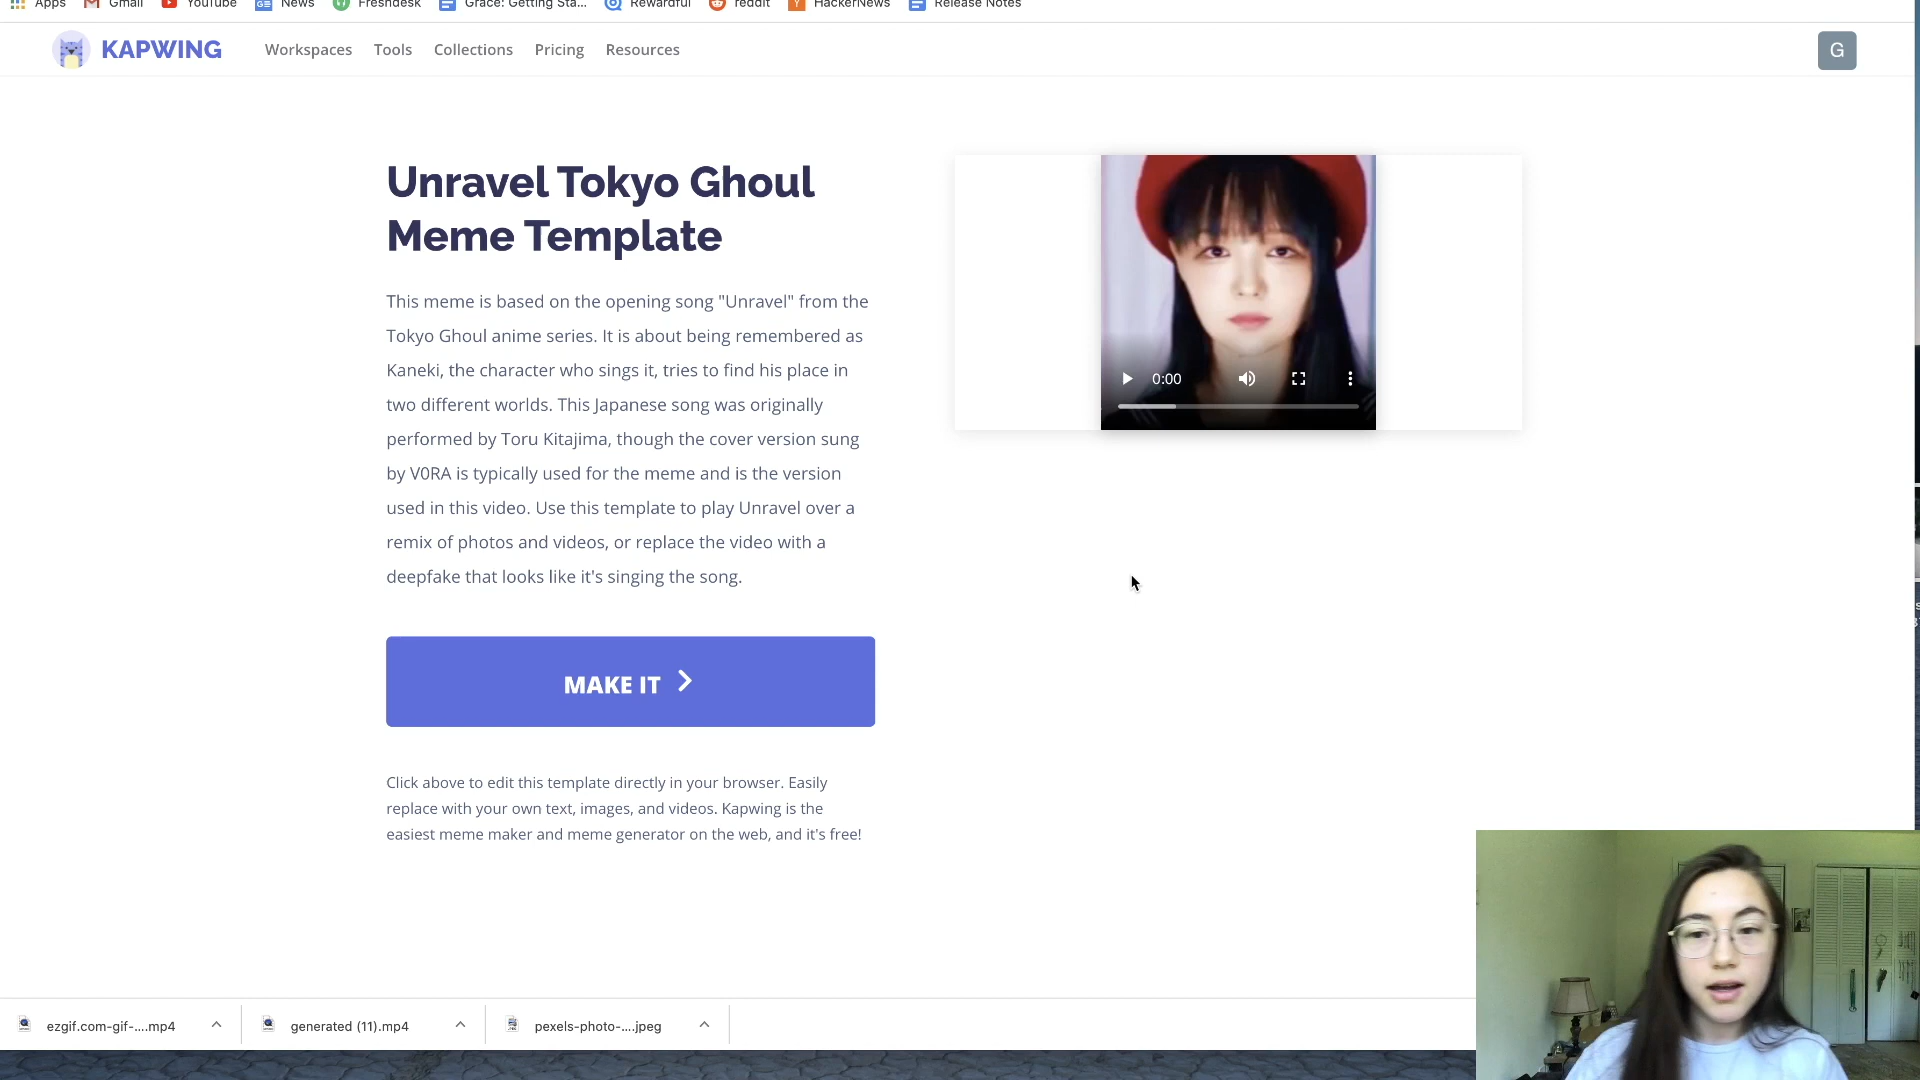 Apps Gmail YouTube News Freshdesk Grace: Getting Sta... Rewardful reddit HackerNews Release Notes
KAPWING Workspaces Tools Collections Pricing Resources G
Unravel Tokyo Ghoul
Meme Template
This meme is based on the opening song "Unravel" from the
Tokyo Ghoul anime series. It is about being remembered as
Kaneki, the character who sings it, tries to find his place in
two different worlds. This Japanese song was originally
performed by Toru Kitajima, though the cover version sung
by V0RA is typically used for the meme and is the version
used in this video. Use this template to play Unravel over a
remix of photos and videos, or replace the video with a
deepfake that looks like it's singing the song.
0:00
MAKE IT
Click above to edit this template directly in your browser. Easily
replace with your own text, images, and videos. Kapwing is the
easiest meme maker and meme generator on the web, and it's free!
ezgif.com-gif-....mp4 generated (11).mp4 pexels-photo-....jpeg